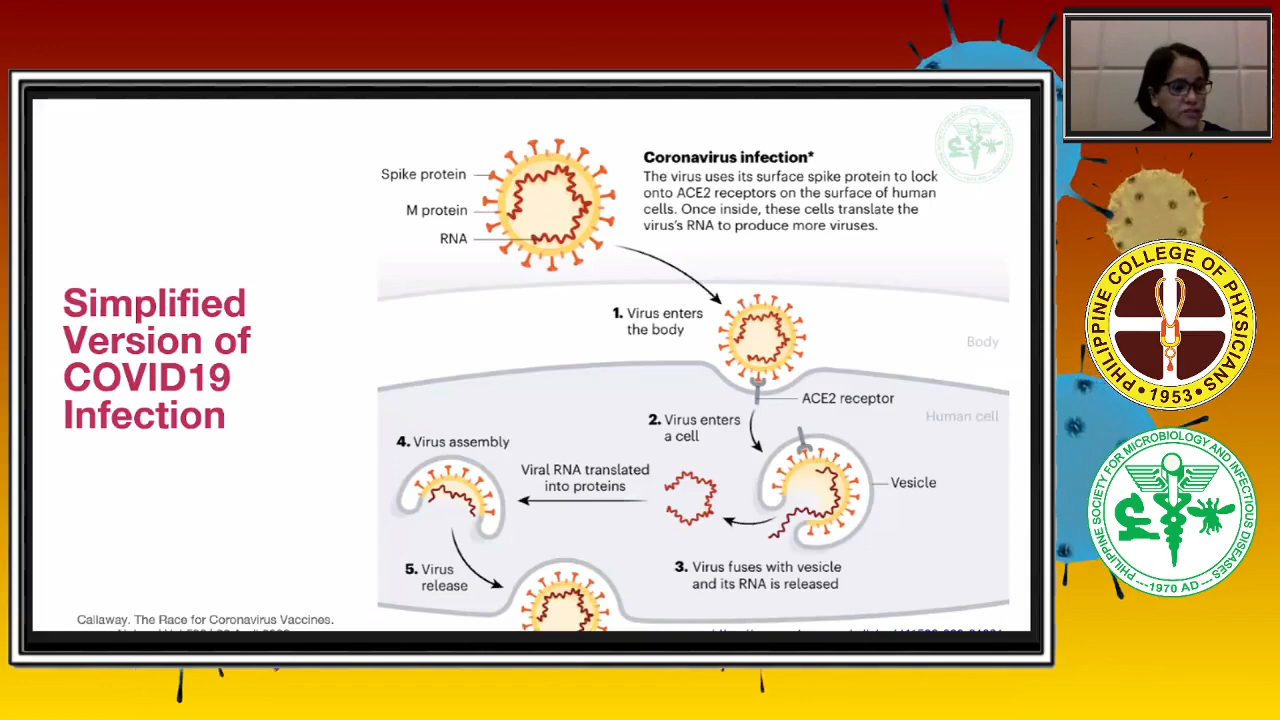 Simplified
Version of
COVID19
Infection
Spike protein
M protein
RNA
Coronavirus infection*
The virus uses its surface spike protein to lock
onto ACE2 receptors on the surface of human
cells. Once inside, these cells translate the
virus's RNA to produce more viruses.
1. Virus enters
the body
Body
ACE2 receptor
Human cell
2. Virus enters
a cell
Vesicle
3. Virus fuses with vesicle
and its RNA is released
Viral RNA translated
into proteins
4. Virus assembly
5. Virus
release
Callaway. The Race for Coronavirus Vaccines.
PHILIPPINE COLLEGE OF PHYSICIANS
• 1953 •
PHILIPPINE SOCIETY FOR MICROBIOLOGY AND INFECTIOUS DISEASES
---1970 AD---